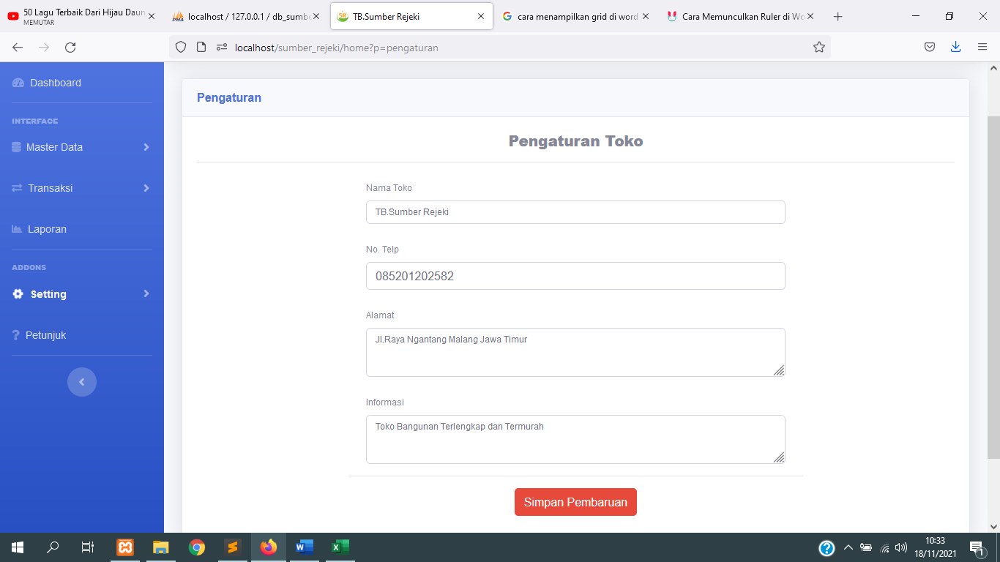 50 Lagu Terbaik Dari Hijau Daun
MEMUTAR
localhost / 127.0.0.1 / db_sumbe
TB.Sumber Rejeki
cara menampilkan grid di word
Cara Memunculkan Ruler di Wo
localhost/sumber_rejeki/home?p=pengaturan
Dashboard
INTERFACE
Master Data
Transaksi
Laporan
ADDONS
Setting
Petunjuk
Pengaturan
Pengaturan Toko
Nama Toko
TB.Sumber Rejeki
No. Telp
085201202582
Alamat
Jl.Raya Ngantang Malang Jawa Timur
Informasi
Toko Bangunan Terlengkap dan Termurah
Simpan Pembaruan
10:33
18/11/2021
1